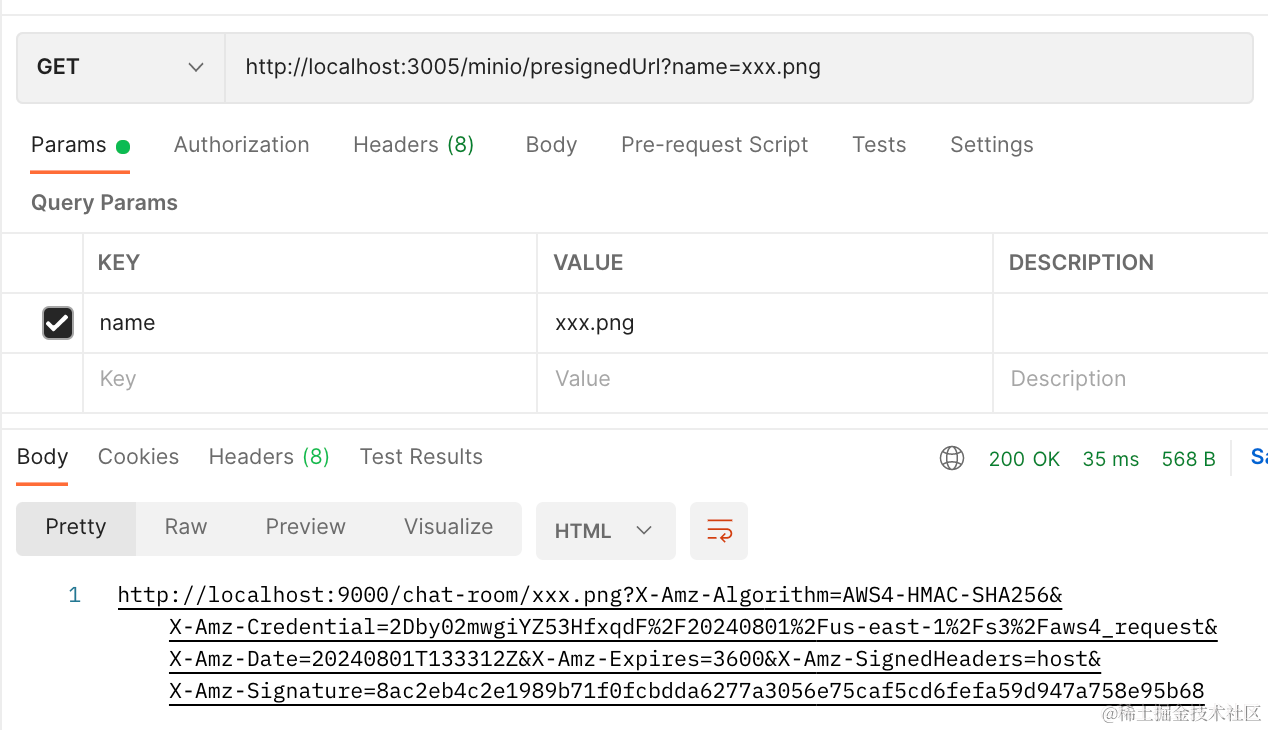 GET http://localhost:3005/minio/presignedUrl?name=xxx.png
Params Authorization Headers (8) Body Pre-request Script Tests Settings
Query Params
KEY VALUE DESCRIPTION
name xxx.png
Key Value Description
Body Cookies Headers (8) Test Results 200 OK 35 ms 568 B Sa
Pretty Raw Preview Visualize HTML
1 http://localhost:9000/chat-room/xxx.png?X-Amz-Algorithm=AWS4-HMAC-SHA256&
X-Amz-Credential=2Dby02mwgiYZ53HfxqdF%2F20240801%2Fus-east-1%2Fs3%2Faws4_request&
X-Amz-Date=20240801T133312Z&X-Amz-Expires=3600&X-Amz-SignedHeaders=host&
X-Amz-Signature=8ac2eb4c2e1989b71f0fcbdda6277a3056e75caf5cd6fefa59d947a758e95b68
@稀土掘金技术社区